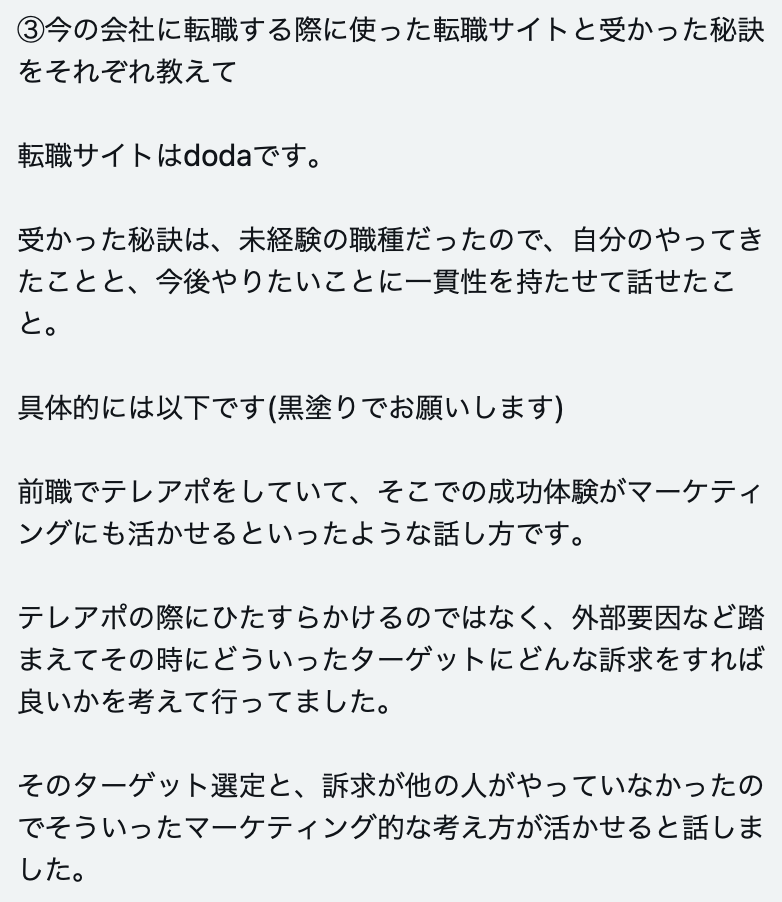 ③今の会社に転職する際に使った転職サイトと受かった秘訣
をそれぞれ教えて
転職サイトはdodaです。
受かった秘訣は、未経験の職種だったので、自分のやってき
たことと、今後やりたいことに一貫性を持たせて話せたこ
と。
具体的には以下です(黒塗りでお願いします)
前職でテレアポをしていて、そこでの成功体験がマーケティ
ングにも活かせるといったような話し方です。
テレアポの際にひたすらかけるのではなく、外部要因など踏
まえてその時にどういったターゲットにどんな訴求をすれば
良いかを考えて行ってました。
そのターゲット選定と、訴求が他の人がやっていなかったの
でそういったマーケティング的な考え方が活かせると話しま
した。